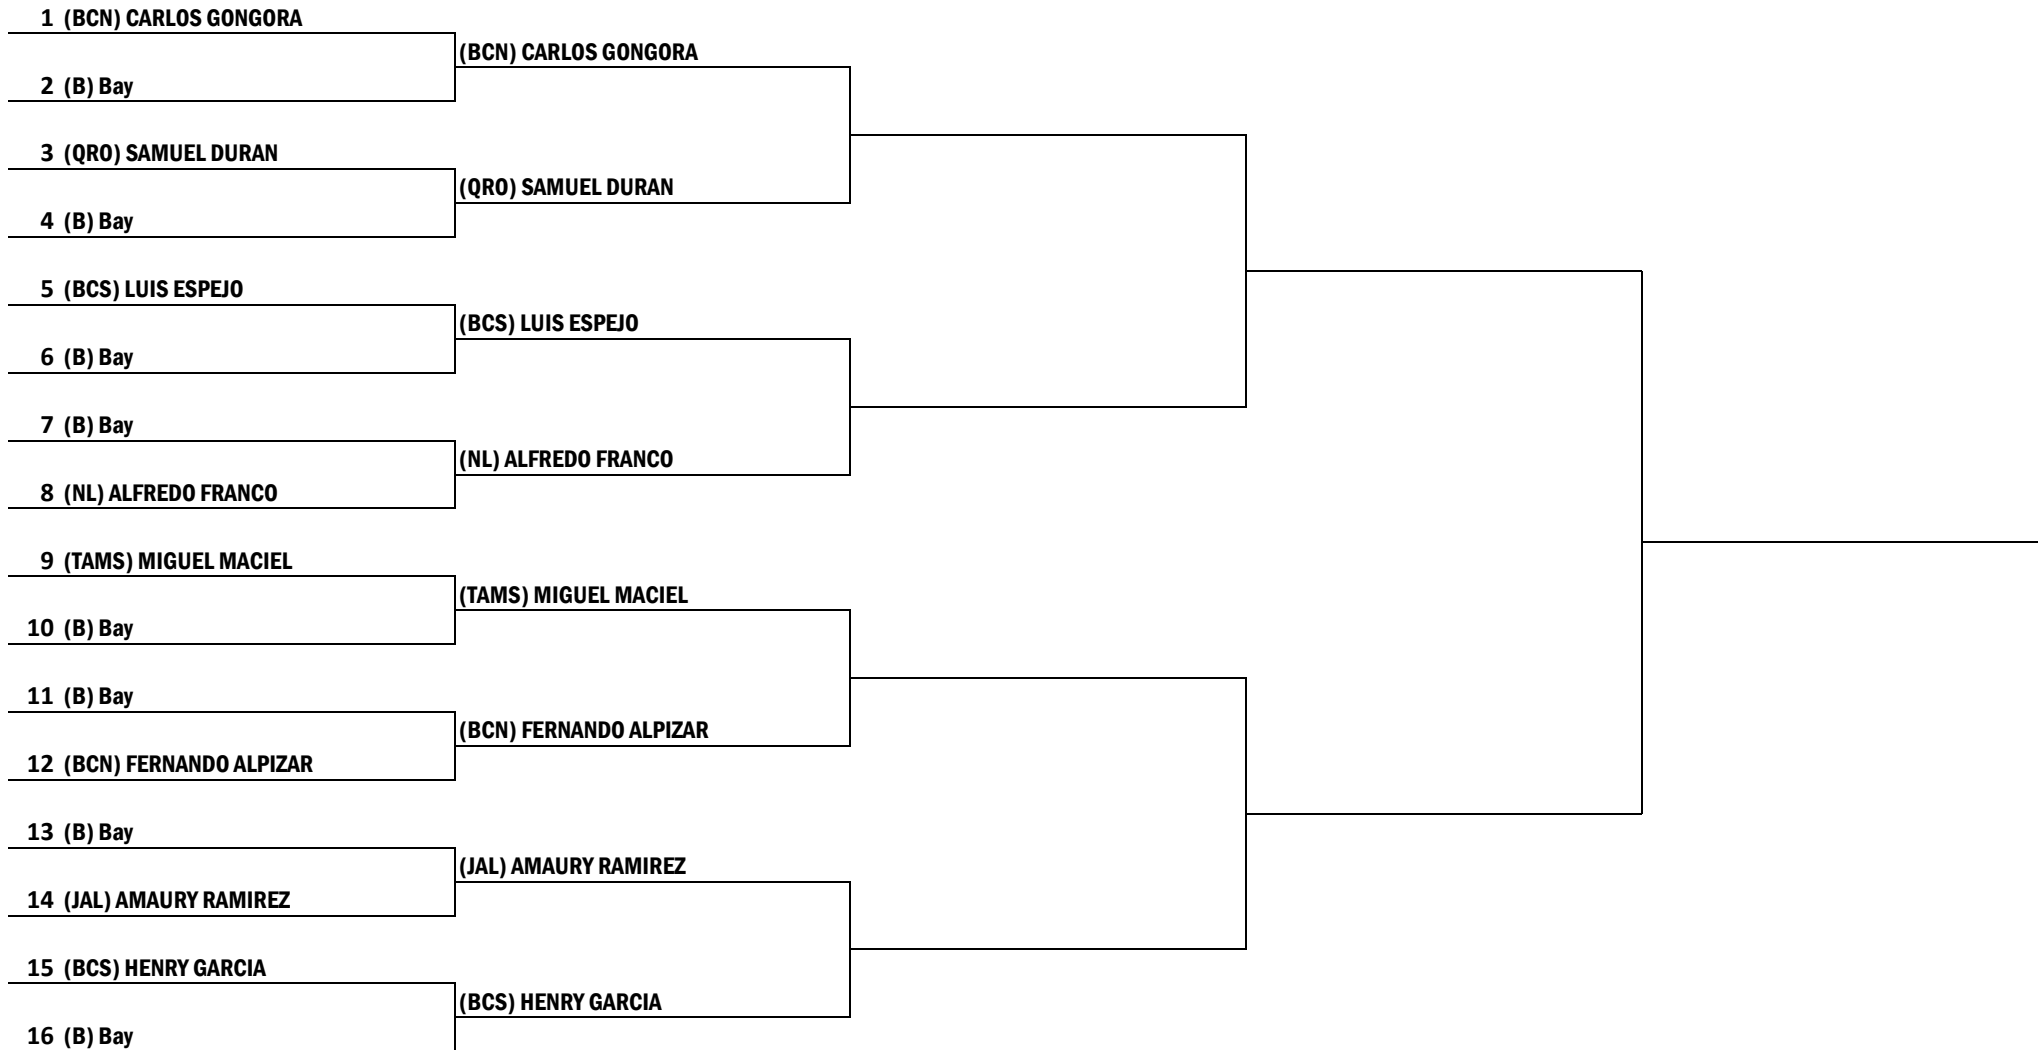 1 (BCN) CARLOS GONGORA
(BCN) CARLOS GONGORA
2 (B) Bay
3 (QRO) SAMUEL DURAN
(QRO) SAMUEL DURAN
4 (B) Bay
5 (BCS) LUIS ESPEJO
(BCS) LUIS ESPEJO
6 (B) Bay
7 (B) Bay
(NL) ALFREDO FRANCO
8 (NL) ALFREDO FRANCO
9 (TAMS) MIGUEL MACIEL
(TAMS) MIGUEL MACIEL
10 (B) Bay
11 (B) Bay
(BCN) FERNANDO ALPIZAR
12 (BCN) FERNANDO ALPIZAR
13 (B) Bay
(JAL) AMAURY RAMIREZ
14 (JAL) AMAURY RAMIREZ
15 (BCS) HENRY GARCIA
(BCS) HENRY GARCIA
16 (B) Bay